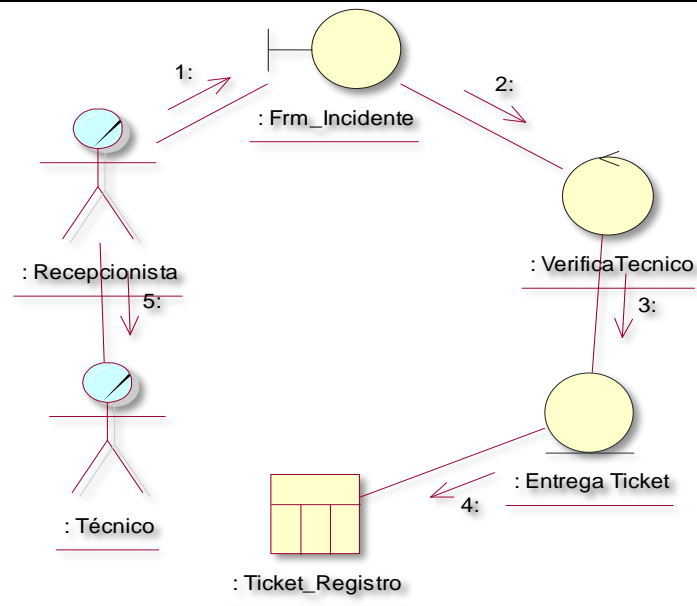 1:
2:
: Frm_Incidente
: Recepcionista
: VerificaTecnico
5:
3:
: Entrega Ticket
4:
: Técnico
: Ticket_Registro